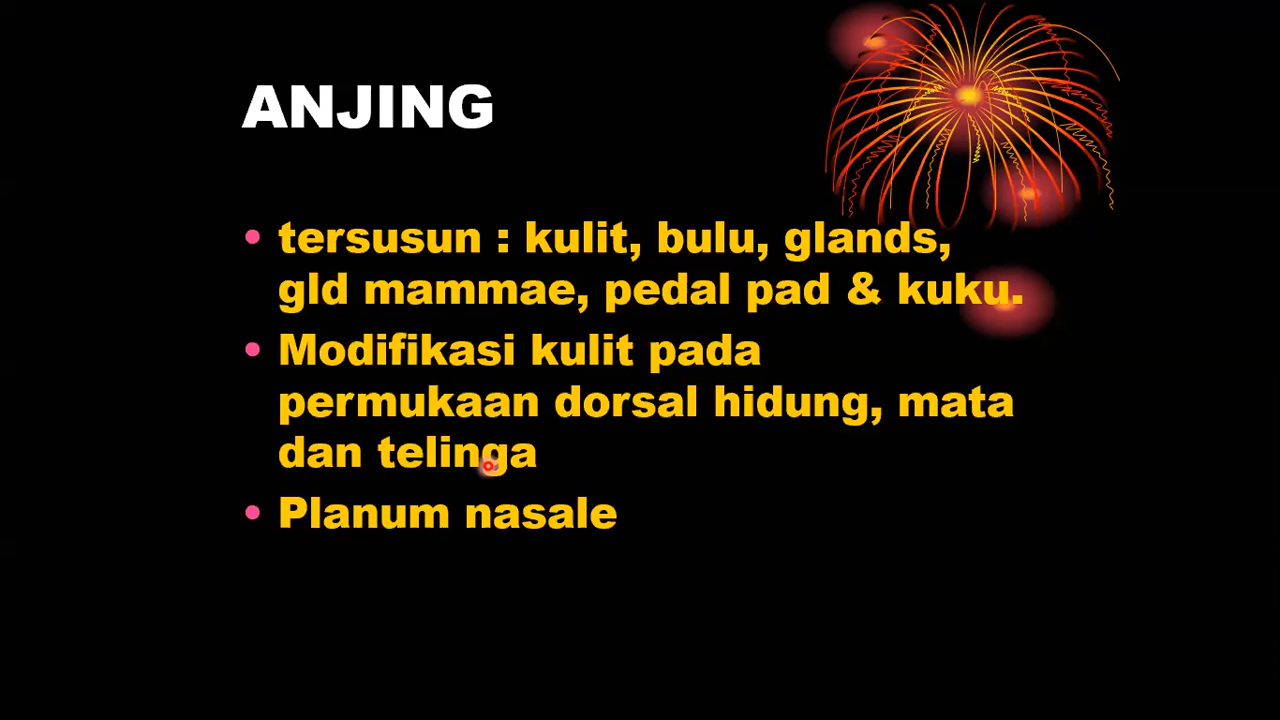 ANJING
• tersusun : kulit, bulu, glands,
gld mammae, pedal pad & kuku.
• Modifikasi kulit pada
permukaan dorsal hidung, mata
dan telinga
• Planum nasale